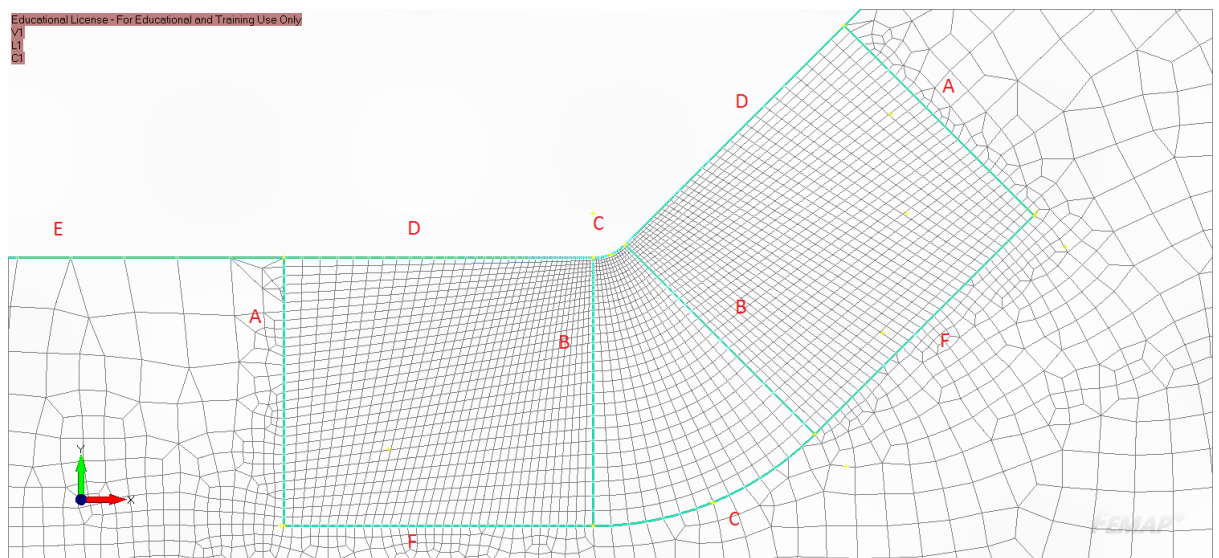 Educational License - For Educational and Training Use Only
V1
L1
C1
A
D
E
D
C
A
B
B
F
Y
X
C
F
FEMAP®